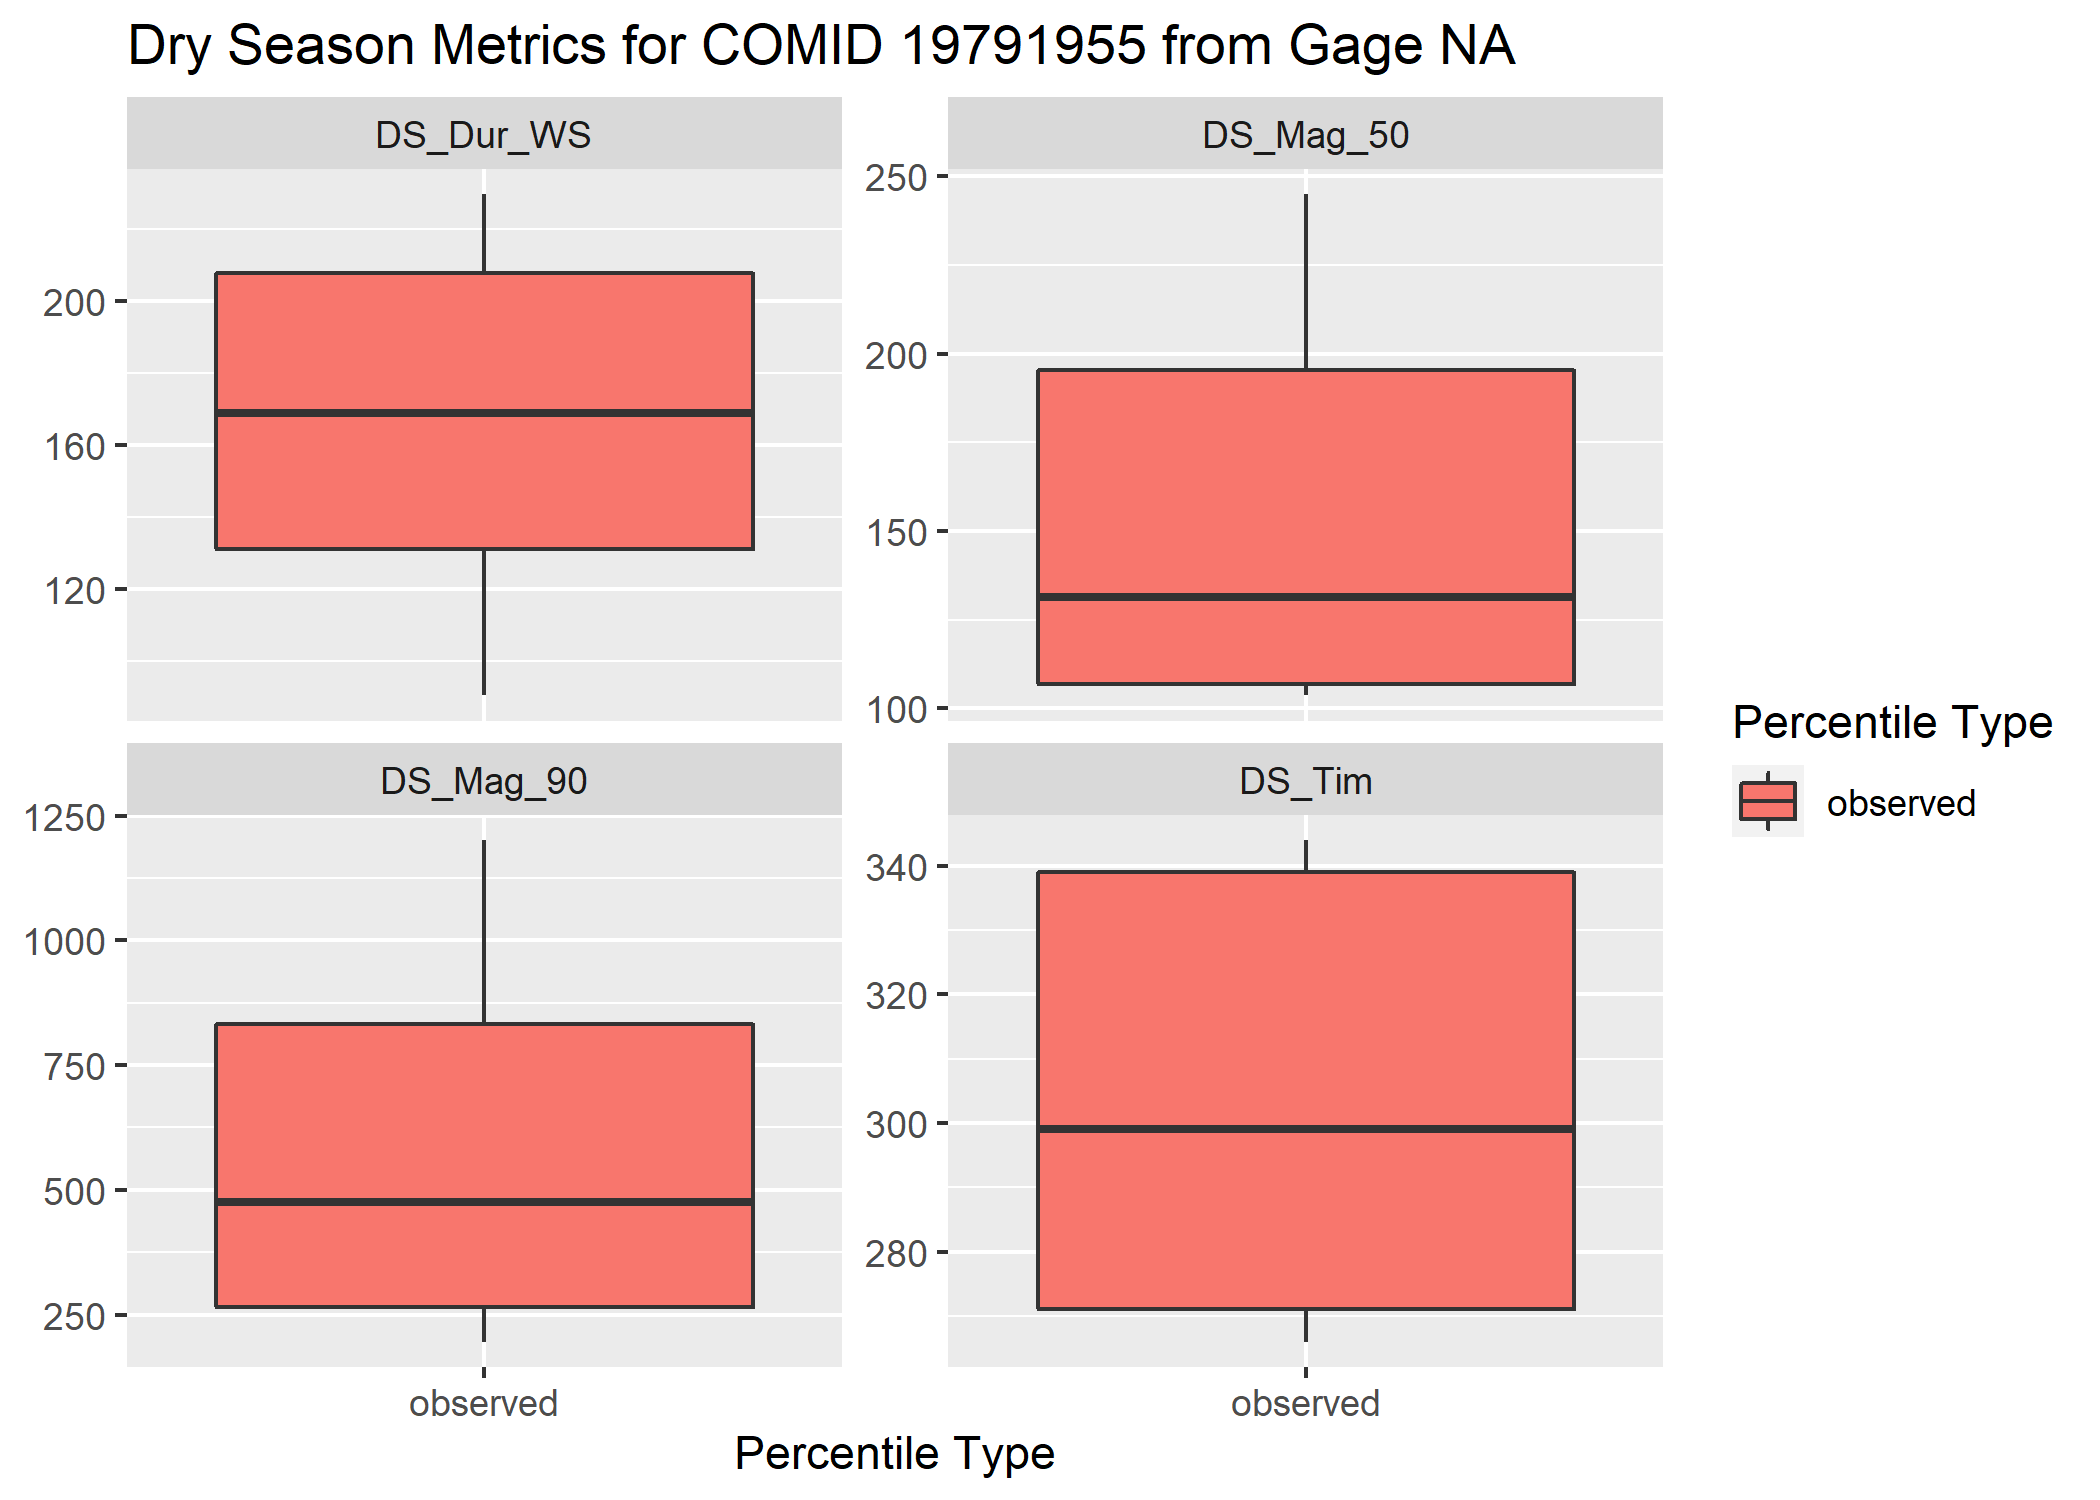 Dry Season Metrics for COMID 19791955 from Gage NA
DS_Dur_WS
200
160
120
DS_Mag_50
250
200
150
100
DS_Mag_90
1250
1000
750
500
250
observed
DS_Tim
340
320
300
280
observed
Percentile Type
Percentile Type
observed